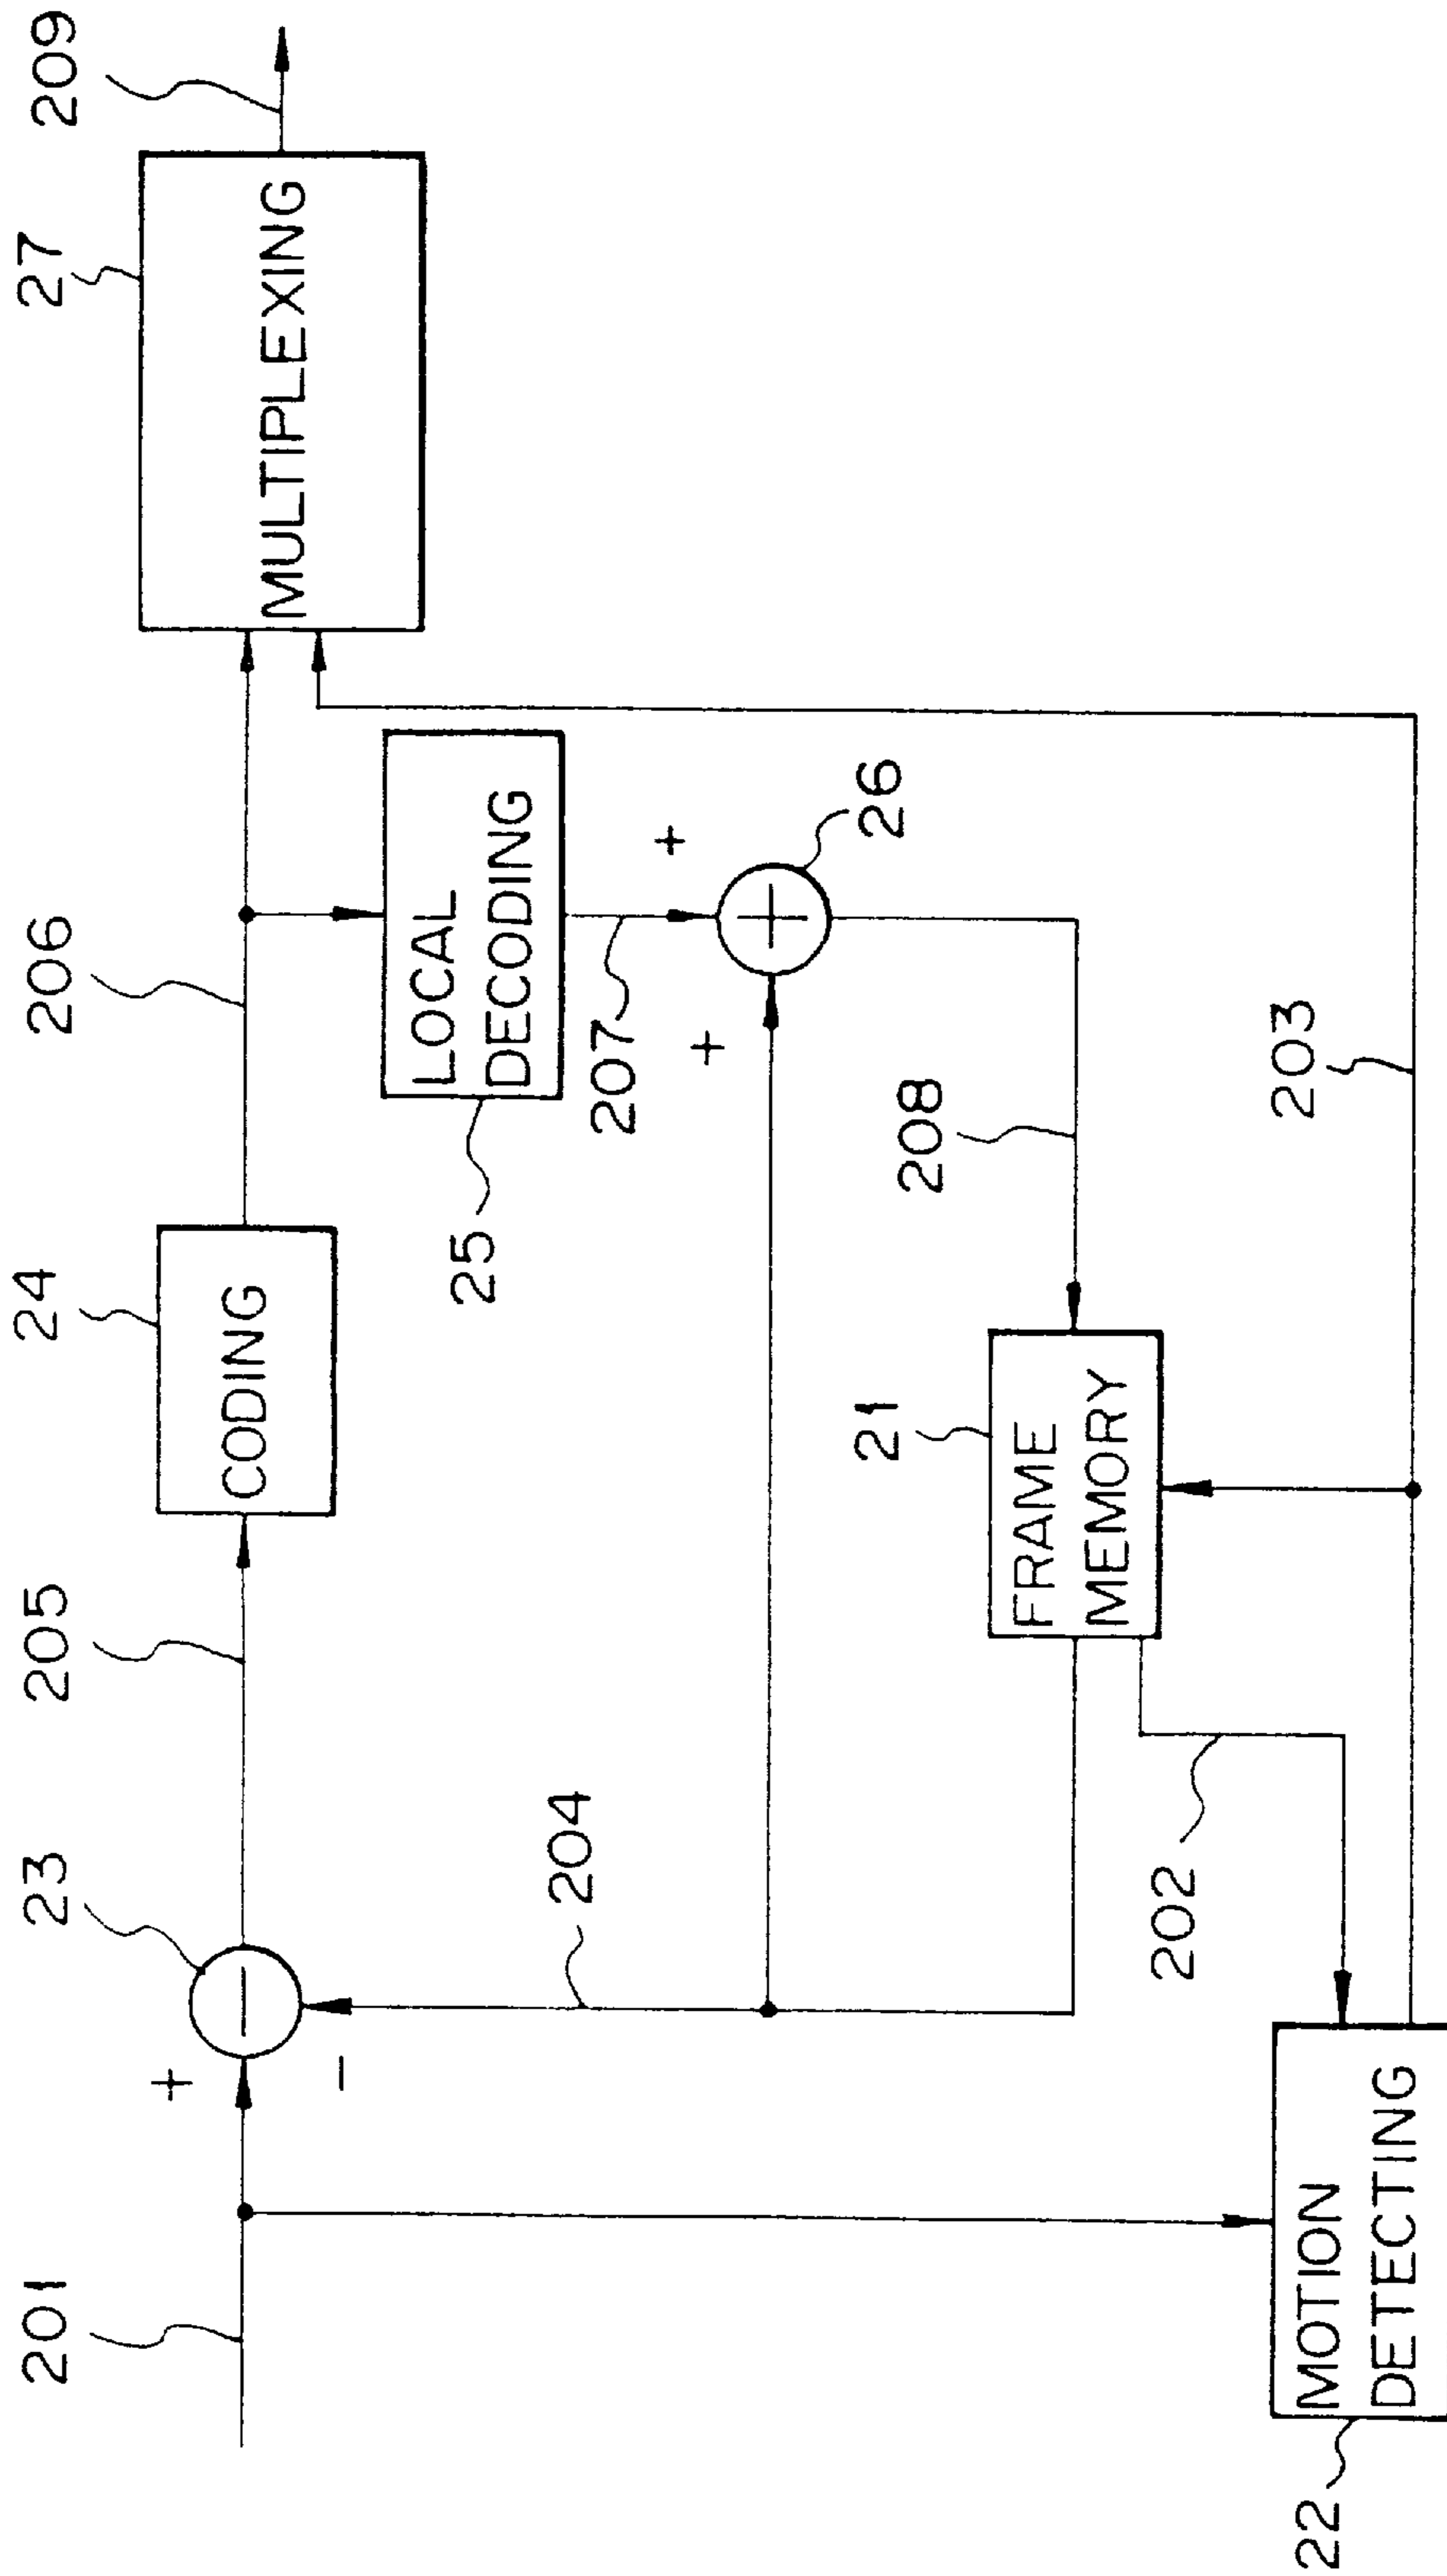 201
23
205
24
206
27
209
+
-
CODING
MULTIPLEXING
LOCAL
DECODING
25
207
+
+
26
204
21
208
FRAME
MEMORY
202
203
MOTION
DETECTING
22